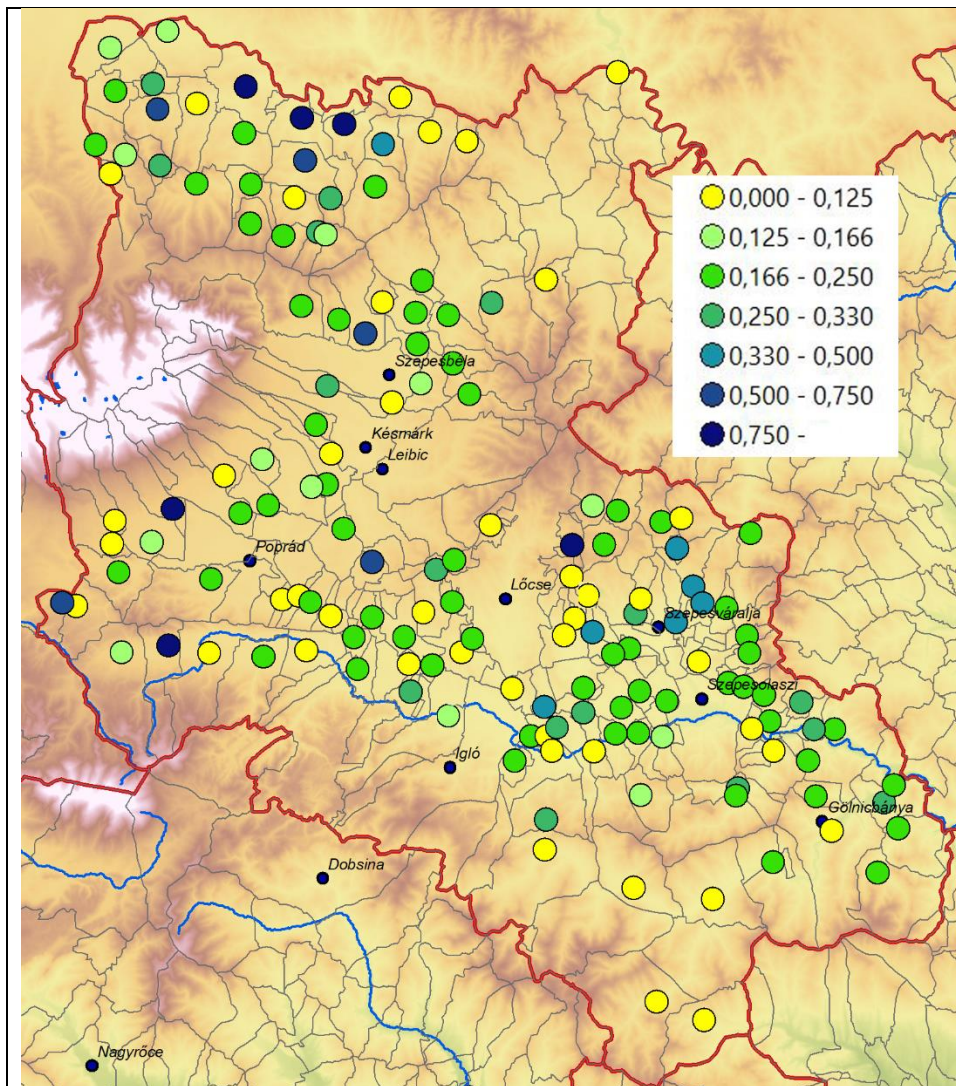 0,000 - 0,125
0,125 - 0,166
0,166 - 0,250
0,250 - 0,330
0,330 - 0,500
0,500 - 0,750
0,750 -
Szepesbéla
Késmárk
Leibic
Poprád
Lőcse
Szepesváralja
Szepesolaszi
Igló
Gölnicbánya
Dobsina
Nagyrőce